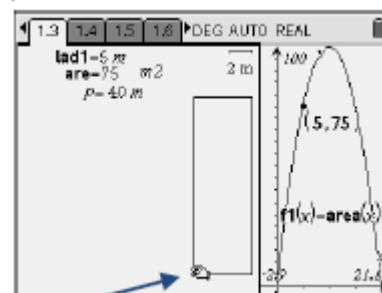 1.3 1.4 1.5 1.6 DEG AUTO REAL
lad1=5 m
are=75 m2
p=40 m
2 m
100 y
(5,75)
f1(x)=area(x)
21.6